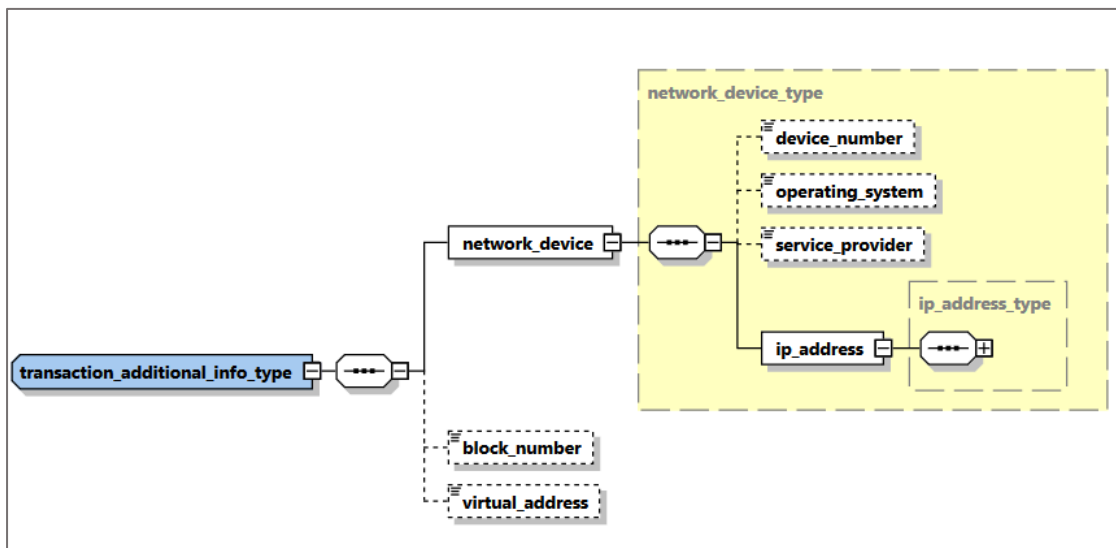 network_device_type
device_number
operating_system
network_device
service_provider
ip_address_type
ip_address
transaction_additional_info_type
block_number
virtual_address